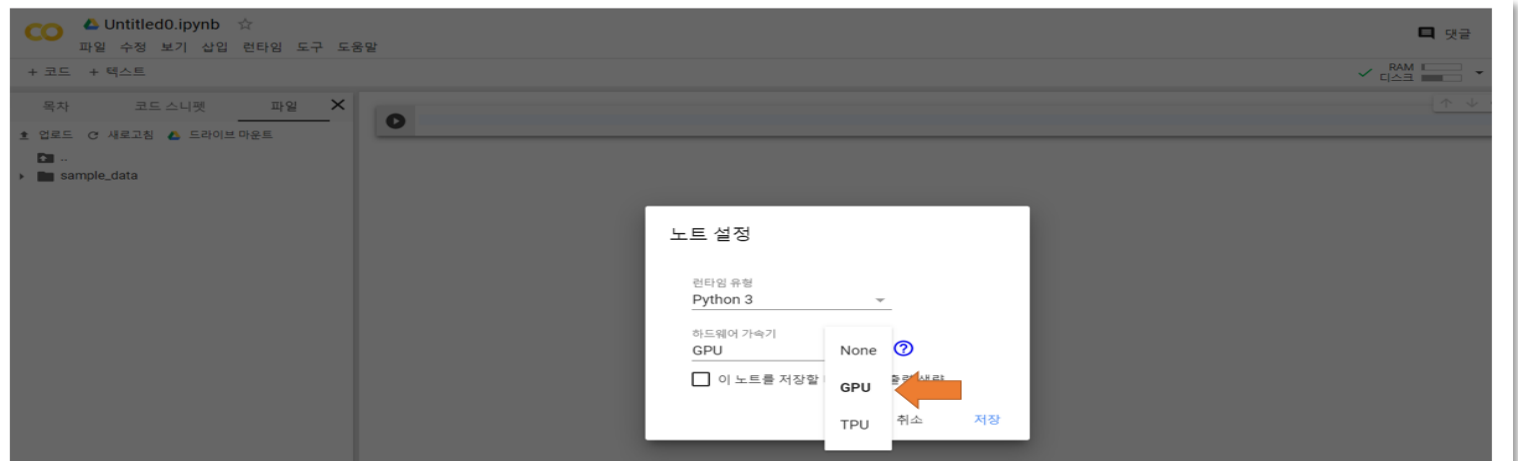 CO Untitled0.ipynb
댓글
파일 수정 보기 삽입 런타임 도구 도움말
+ 코드 + 텍스트
RAM
디스크
목차 코드 스니펫 파일 X
업로드 새로고침 드라이브 마운트
..
sample_data
노트 설정
런타임 유형
Python 3
하드웨어 가속기
GPU
None
이 노트를 저장할
GPU
TPU
취소 저장